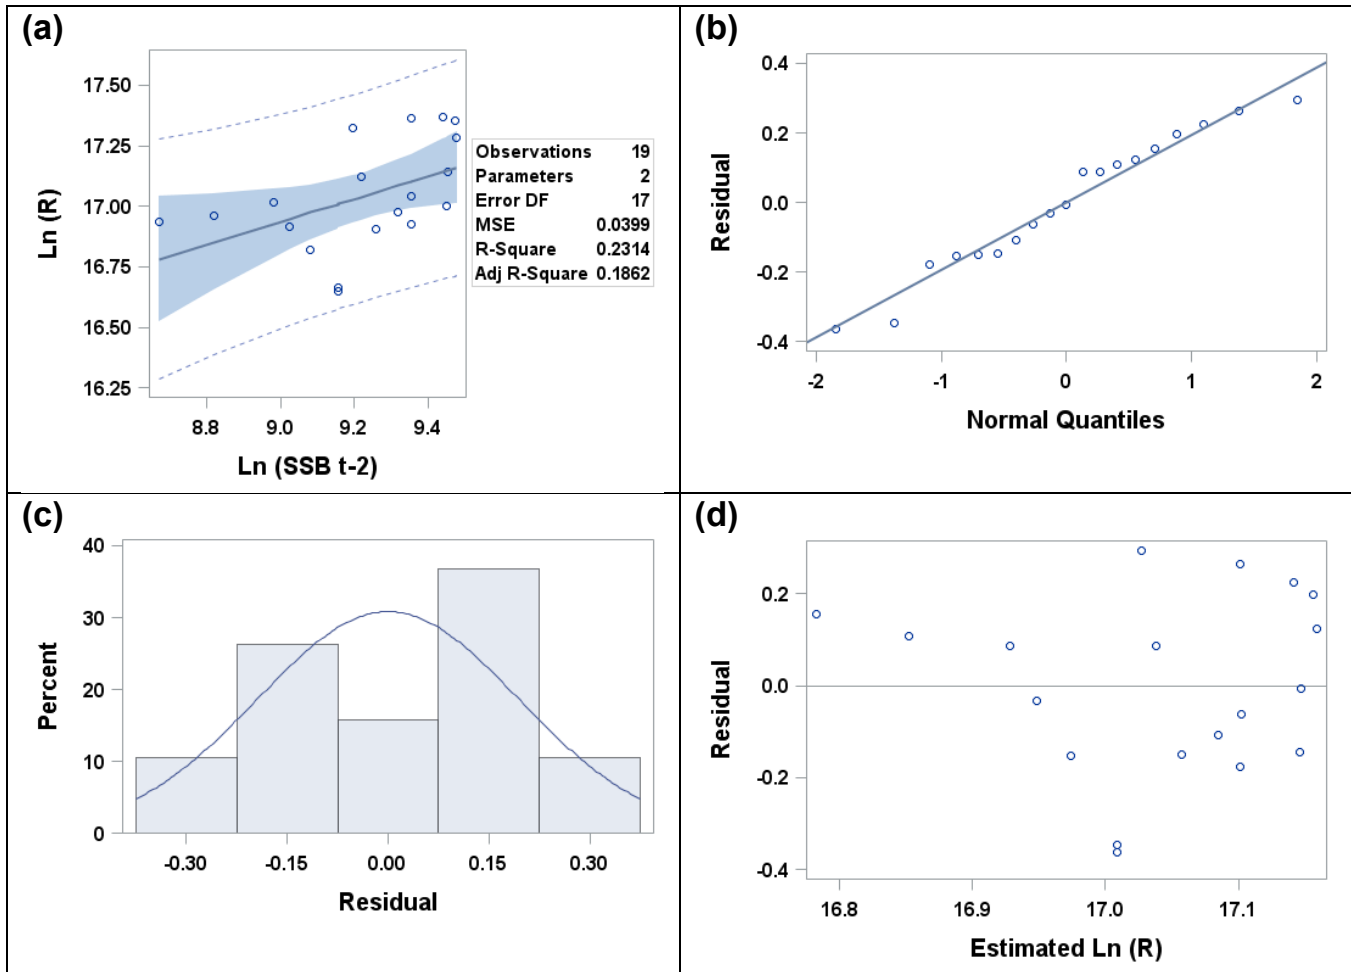 (a)
17.50
17.25
17.00
16.75
16.50
16.25
Ln (R)
8.8 9.0 9.2 9.4
Ln (SSB t-2)
Observations 19
Parameters 2
Error DF 17
MSE 0.0399
R-Square 0.2314
Adj R-Square 0.1862
(b)
0.4
0.2
0.0
-0.2
-0.4
Residual
-2 -1 0 1 2
Normal Quantiles
(c)
40
30
20
10
0
Percent
-0.30 -0.15 0.00 0.15 0.30
Residual
(d)
0.2
0.0
-0.2
-0.4
Residual
16.8 16.9 17.0 17.1
Estimated Ln (R)